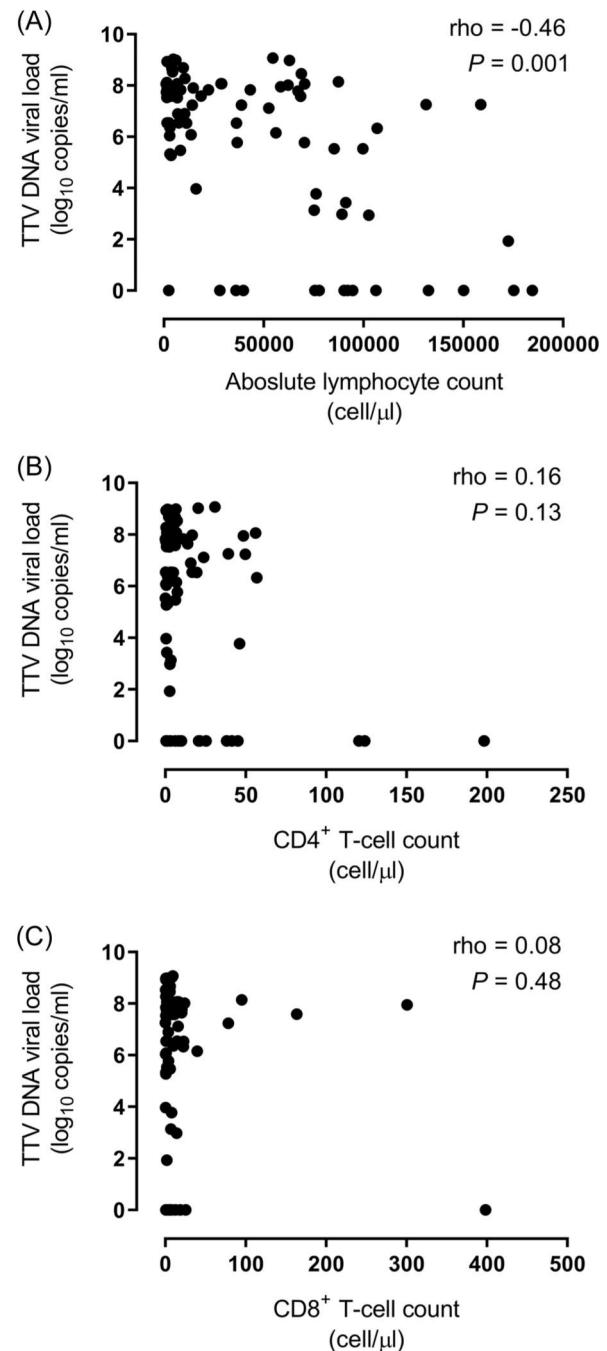 (A)
rho = -0.46
P = 0.001
10
8
6
4
2
0
TTV DNA viral load
(log10 copies/ml)
0 50000 100000 150000 200000
Aboslute lymphocyte count
(cell/μl)
(B)
rho = 0.16
P = 0.13
10
8
6
4
2
0
TTV DNA viral load
(log10 copies/ml)
0 50 100 150 200 250
CD4+ T-cell count
(cell/μl)
(C)
rho = 0.08
P = 0.48
10
8
6
4
2
0
TTV DNA viral load
(log10 copies/ml)
0 100 200 300 400 500
CD8+ T-cell count
(cell/μl)